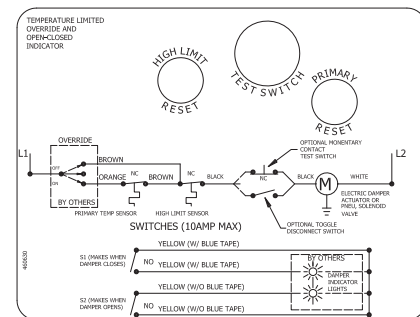 TEMPERATURE LIMITED
OVERRIDE AND
OPEN-CLOSED
INDICATOR
HIGH LIMIT
RESET
TEST SWITCH
PRIMARY
RESET
OVERRIDE
L1
L2
OFF
ON
BROWN
ORANGE
NC
BROWN
NC
BLACK
OPTIONAL MONENTARY
CONTACT
TEST SWITCH
NC
BLACK
M
WHITE
BY OTHERS
PRIMARY TEMP SENSOR
HIGH LIMIT SENSOR
ELECTRIC DAMPER
ACTUATOR OR
PNEU, SOLENOID
VALVE
OPTIONAL TOGGLE
DISCONNECT SWITCH
SWITCHES (10AMP MAX)
YELLOW (W/ BLUE TAPE)
S1 (MAKES WHEN
DAMPER CLOSES)
NO
YELLOW (W/ BLUE TAPE)
BY OTHERS
DAMPER
INDICATOR
LIGHTS
YELLOW (W/O BLUE TAPE)
S2 (MAKES WHEN
DAMPER OPENS)
NO
YELLOW (W/O BLUE TAPE)
460630